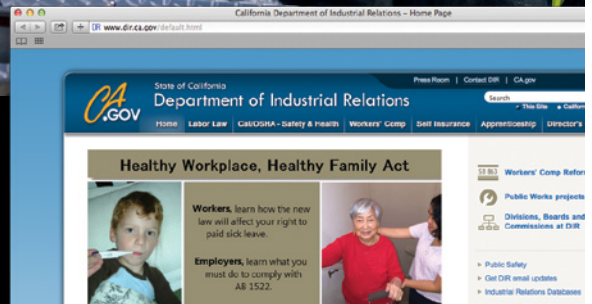 California Department of Industrial Relations – Home Page
DIR www.dir.ca.gov/default.html
Press Room | Contact DIR | CA.gov
CA.GOV
State of California
Department of Industrial Relations
Search
This Site
Home Labor Law Cal/OSHA - Safety & Health Workers' Comp Self Insurance Apprenticeship Director's
Healthy Workplace, Healthy Family Act
Workers, learn how the new
law will affect your right to
paid sick leave.
Employers, learn what you
must do to comply with
AB 1522.
SB 863 Workers' Comp Refor
Public Works projects
Divisions, Boards and
Commissions at DIR
Public Safety
Get DIR email updates
Industrial Relations Databases